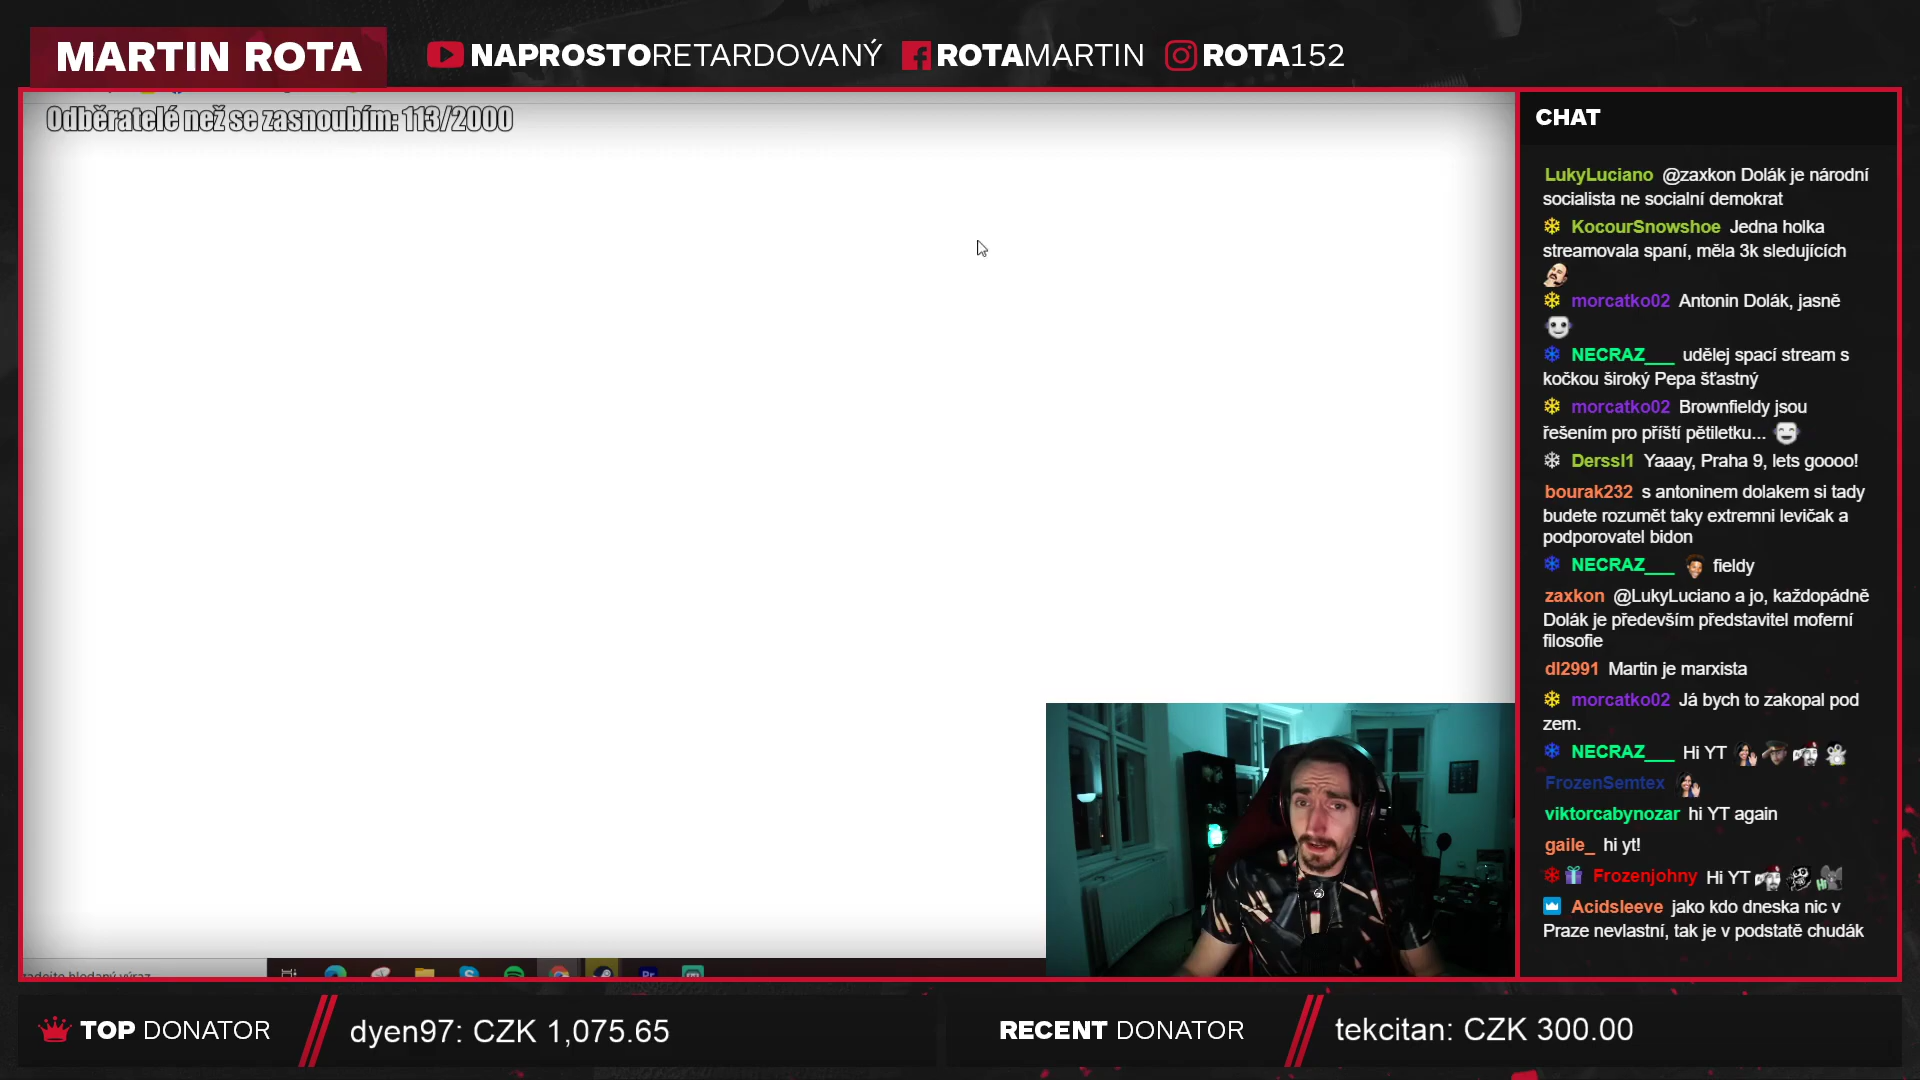 MARTIN ROTA
NAPROSTORETARDOVANÝ ROTAMARTIN ROTA152
Odběratelé než se zasnoubím: 113/2000
CHAT
LukyLuciano @zaxkon Dolák je národní
socialista ne socialní demokrat
KocourSnowshoe Jedna holka
streamovala spaní, měla 3k sledujících
morcatko02 Antonin Dolák, jasně
NECRAZ___ udělej spací stream s
kočkou široký Pepa šťastný
morcatko02 Brownfieldy jsou
řešením pro příští pětiletku...
Derssl1 Yaaay, Praha 9, lets goooo!
bourak232 s antoninem dolakem si tady
budete rozumět taky extremni levičak a
podporovatel bidon
NECRAZ___ fieldy
zaxkon @LukyLuciano a jo, každopádně
Dolák je především představitel moferní
filosofie
dl2991 Martin je marxista
morcatko02 Já bych to zakopal pod
zem.
NECRAZ___ Hi YT
FrozenSemtex
viktorcabynozar hi YT again
gaile_ hi yt!
Frozenjohny Hi YT
Acidsleeve jako kdo dneska nic v
Praze nevlastní, tak je v podstatě chudák
TOP DONATOR dyen97: CZK 1,075.65
RECENT DONATOR tekcitan: CZK 300.00